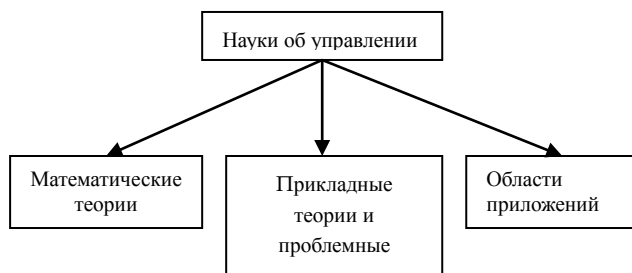 Науки об управлении
Математические
теории
Прикладные
теории и
проблемные
Области
приложений